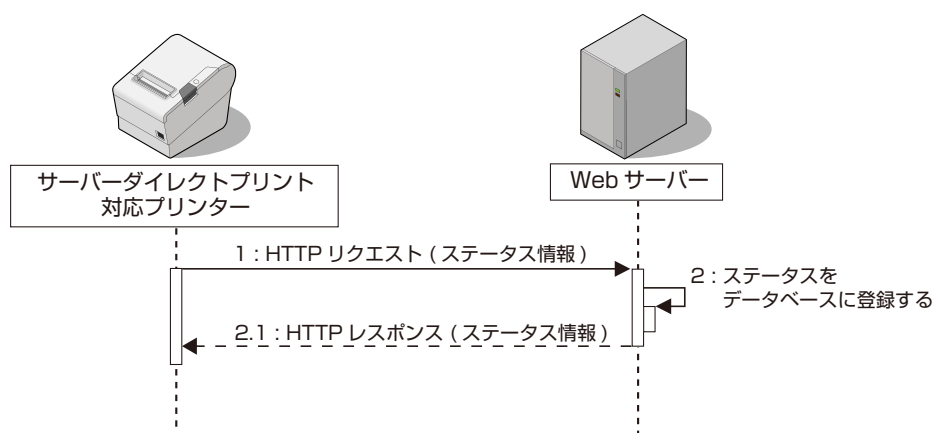 サーバーダイレクトプリント
対応プリンター
Web サーバー
1 : HTTP リクエスト ( ステータス情報 )
2 : ステータスを
データベースに登録する
2.1 : HTTP レスポンス ( ステータス情報 )